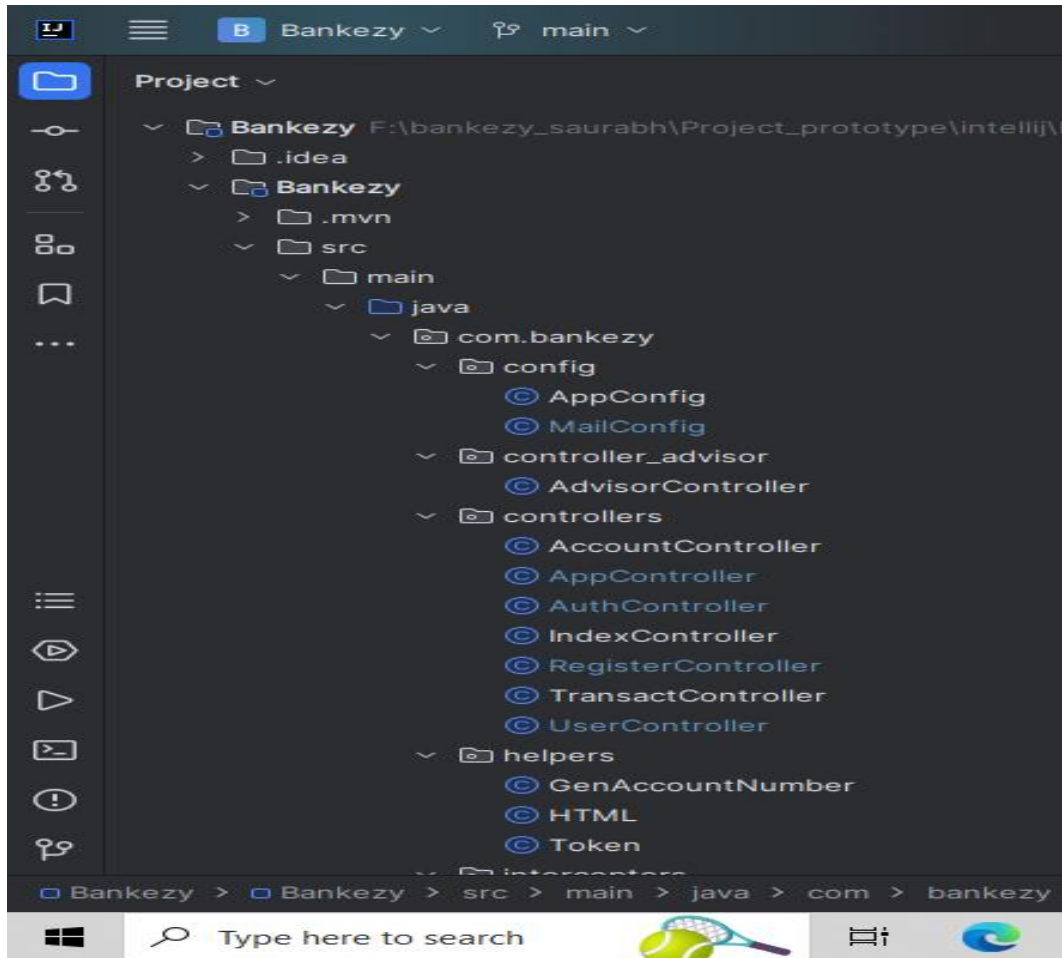 IJ B Bankezy main
Project
Bankezy F:\bankezy_saurabh\Project_prototype\intellij\
.idea
Bankezy
.mvn
src
main
java
com.bankezy
config
AppConfig
MailConfig
controller_advisor
AdvisorController
controllers
AccountController
AppController
AuthController
IndexController
RegisterController
TransactController
UserController
helpers
GenAccountNumber
HTML
Token
interceptors
Bankezy > Bankezy > src > main > java > com > bankezy
Type here to search